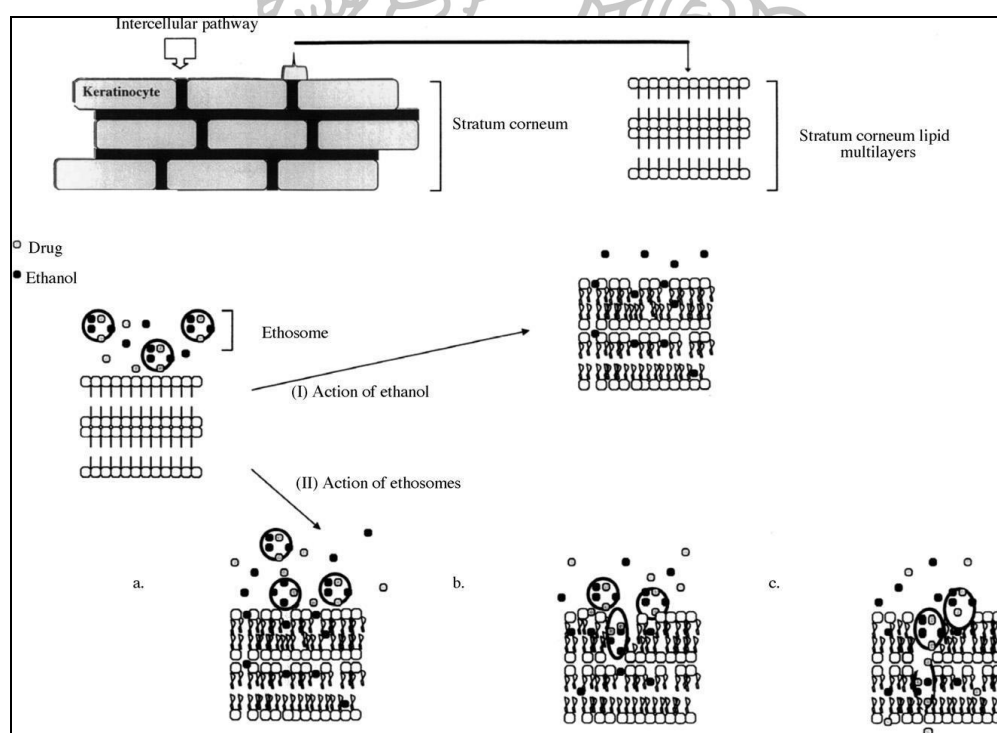 Intercellular pathway
Keratinocyte
Stratum corneum
Stratum corneum lipid
multilayers
Drug
Ethanol
Ethosome
(I) Action of ethanol
(II) Action of ethosomes
a.
b.
c.